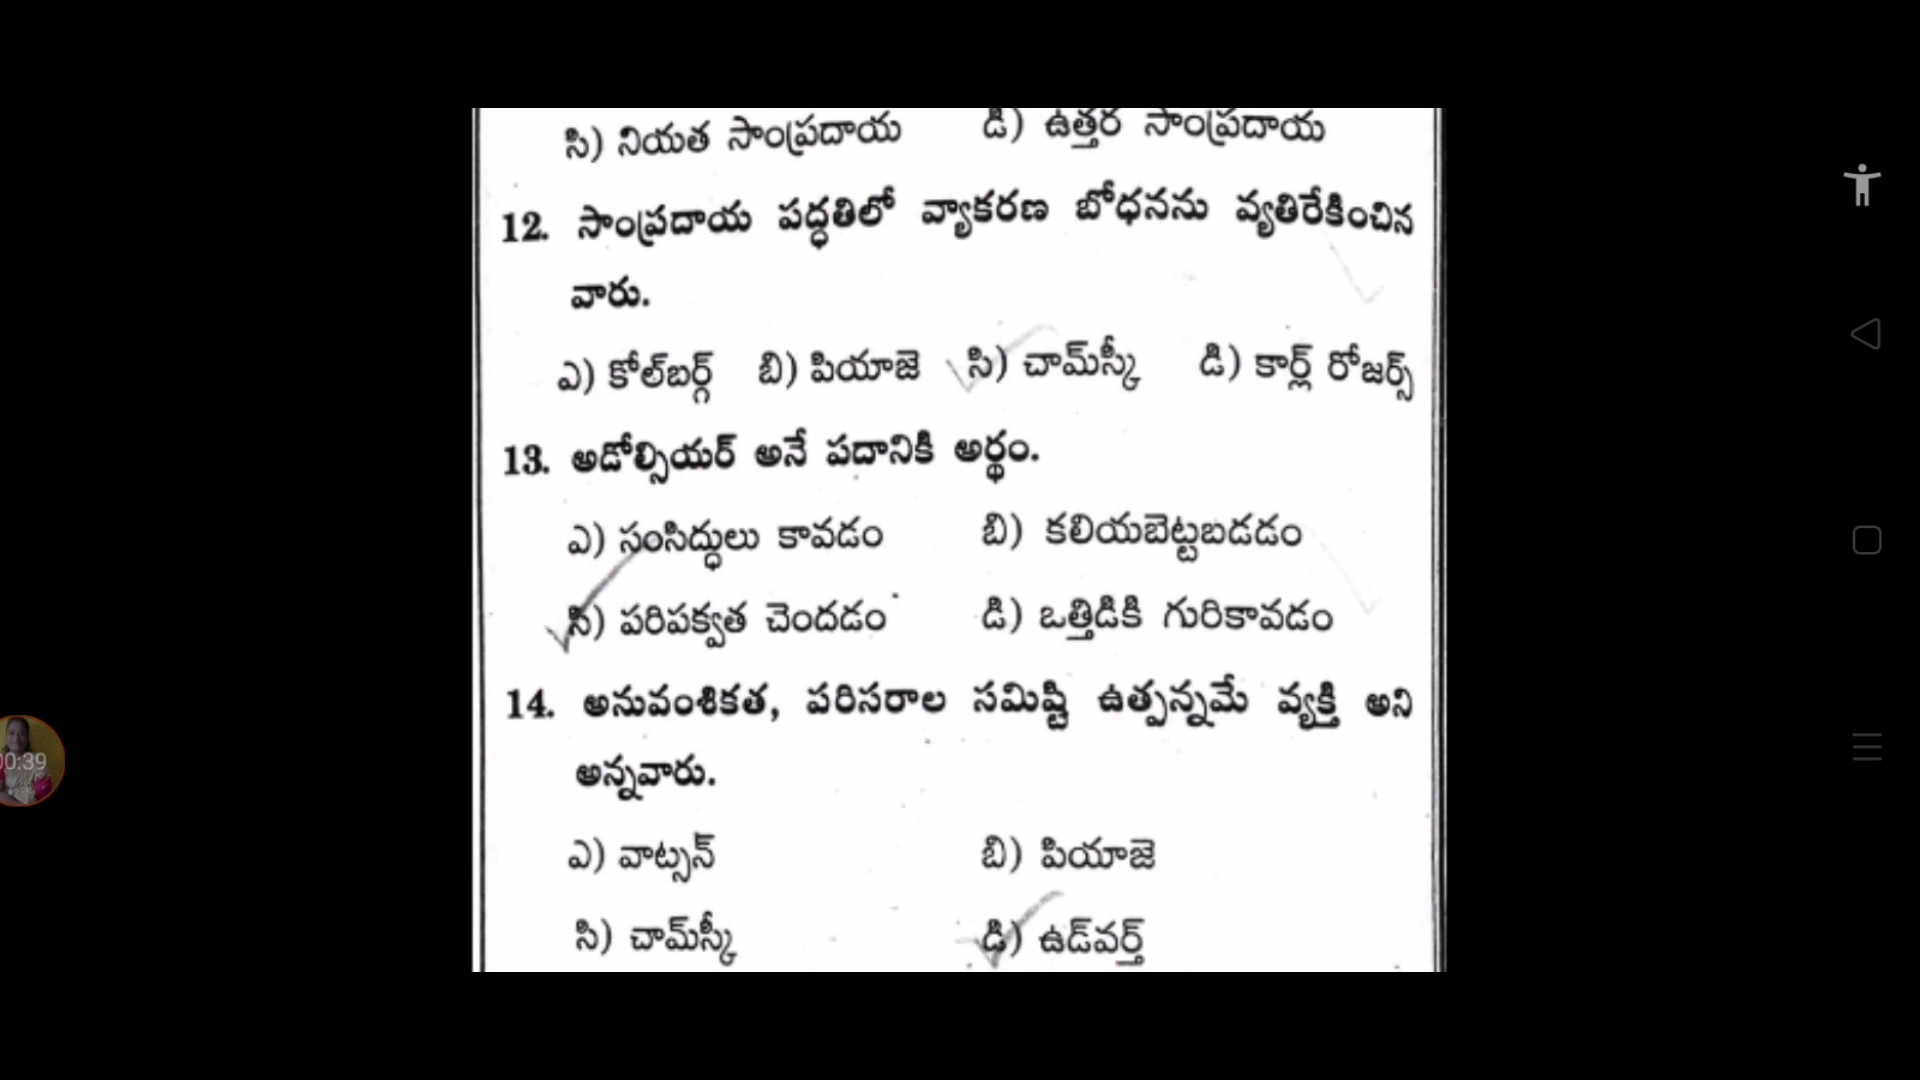 సి) నియత సాంప్రదాయ డి) ఉత్తర సాంప్రదాయ
12. సాంప్రదాయ పద్ధతిలో వ్యాకరణ బోధనను వ్యతిరేకించిన
వారు.
ఎ) కోల్‌బర్గ్ బి) పియాజె సి) చామ్‌స్కీ డి) కార్ల్ రోజర్స్
13. అడోల్సియర్ అనే పదానికి అర్థం.
ఎ) సంసిద్ధులు కావడం బి) కలియబెట్టబడడం
సి) పరిపక్వత చెందడం డి) ఒత్తిడికి గురికావడం
14. అనువంశికత, పరిసరాల సమిష్టి ఉత్పన్నమే వ్యక్తి అని
అన్నవారు.
00:39
ఎ) వాట్సన్ బి) పియాజె
సి) చామ్‌స్కీ డి) ఉడ్‌వర్త్